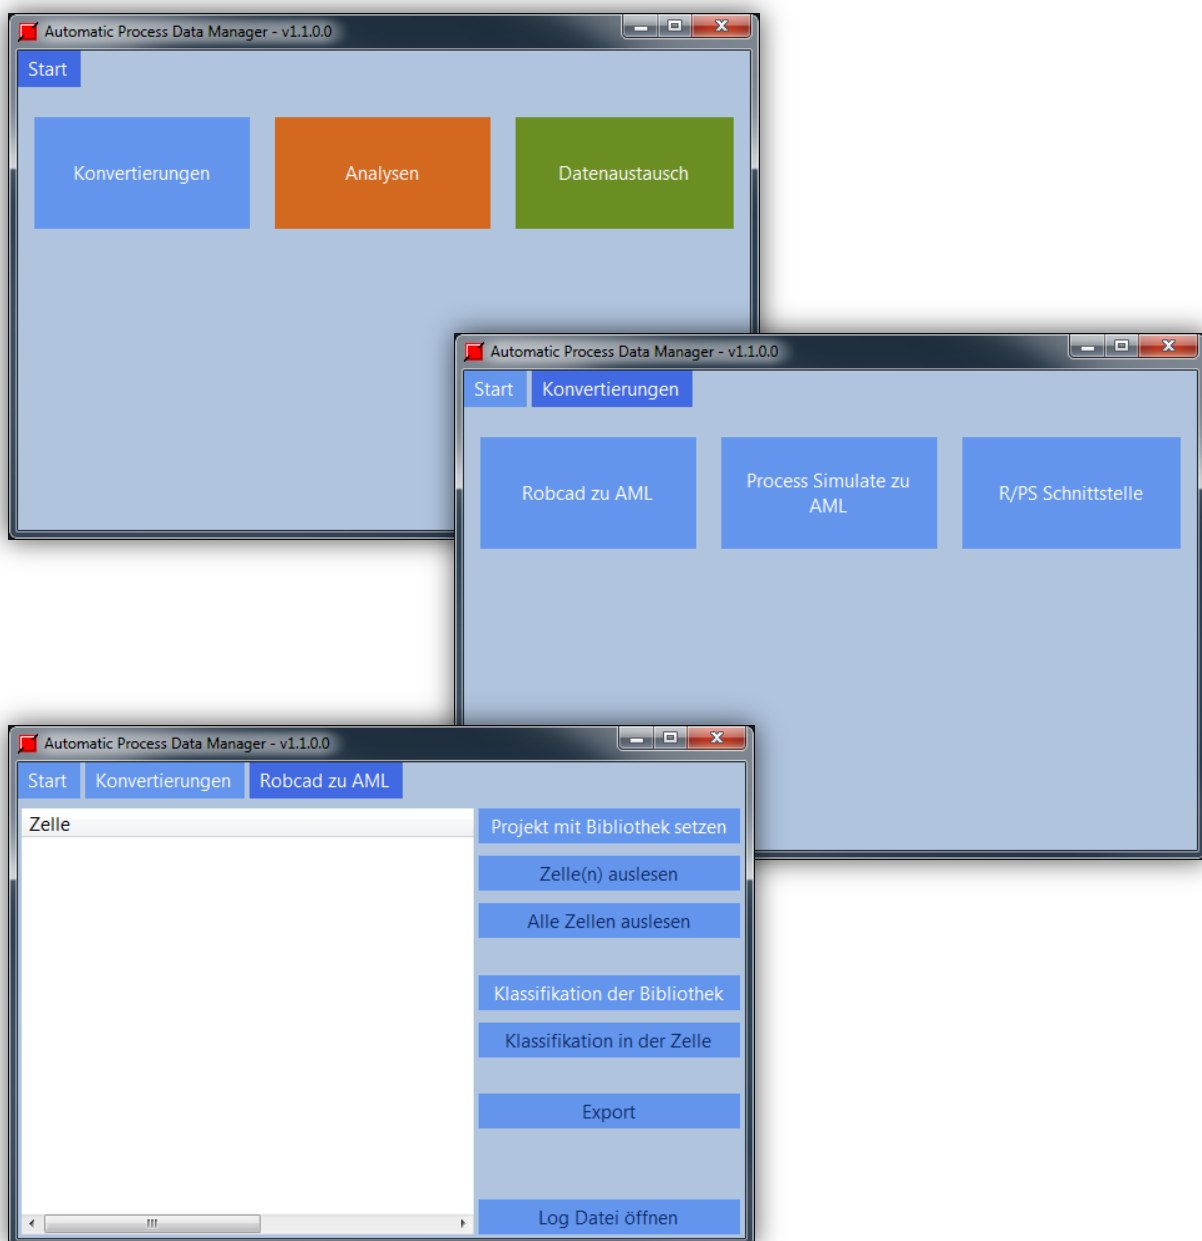 Automatic Process Data Manager - v1.1.0.0
Start
Konvertierungen
Analysen
Datenaustausch
Automatic Process Data Manager - v1.1.0.0
Start
Konvertierungen
Robcad zu AML
Process Simulate zu
AML
R/PS Schnittstelle
Automatic Process Data Manager - v1.1.0.0
Start
Konvertierungen
Robcad zu AML
Zelle
Projekt mit Bibliothek setzen
Zelle(n) auslesen
Alle Zellen auslesen
Klassifikation der Bibliothek
Klassifikation in der Zelle
Export
Log Datei öffnen